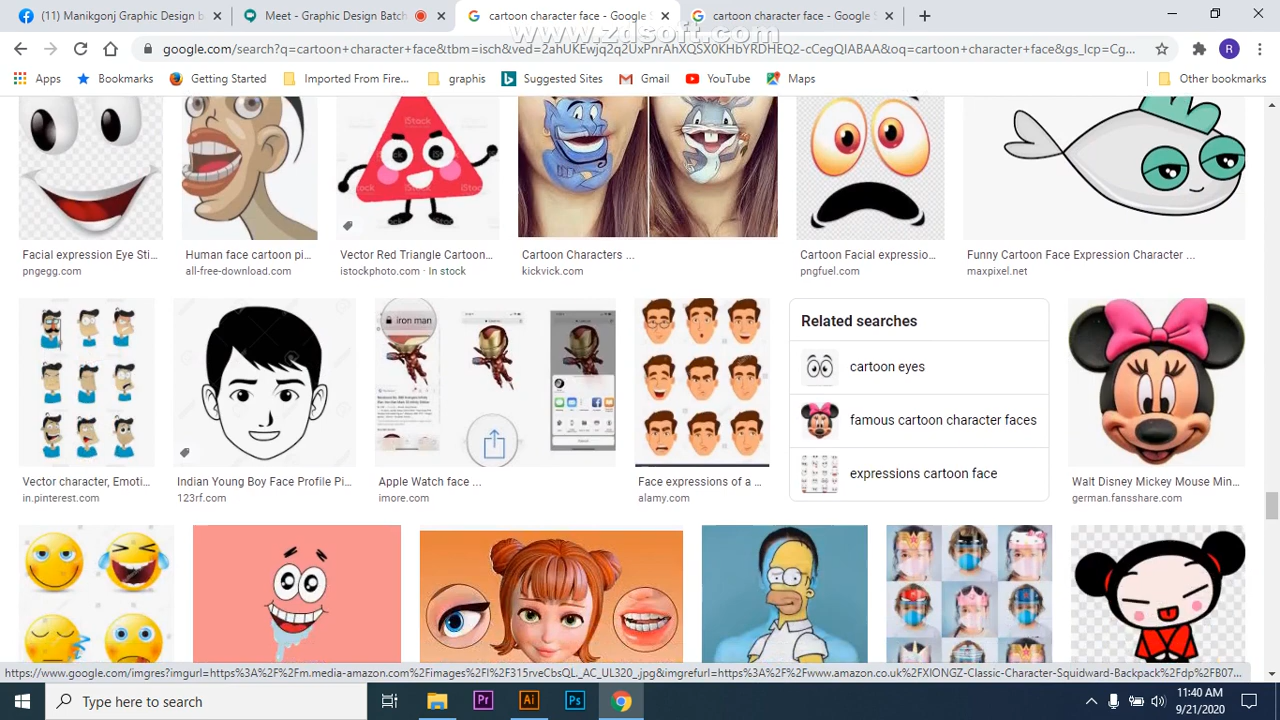 (11) Manikgonj Graphic Design b
Meet - Graphic Design Batch
cartoon character face - Google S
cartoon character face - Google S
www.zdsoft.com
google.com/search?q=cartoon+character+face&tbm=isch&ved=2ahUKEwjq2q2UxPnrAhXQSX0KHbYRDHEQ2-cCegQIABAA&oq=cartoon+character+face&gs_lcp=Cg...
R
Apps
Bookmarks
Getting Started
Imported From Fire...
graphis
Suggested Sites
Gmail
YouTube
Maps
Other bookmarks
iStock
Facial expression Eye Sti...
pngegg.com
Human face cartoon pi...
all-free-download.com
Vector Red Triangle Cartoon...
istockphoto.com · In stock
Cartoon Characters ...
kickvick.com
Cartoon Facial expressio...
pngfuel.com
Funny Cartoon Face Expression Character ...
maxpixel.net
iron man
Related searches
cartoon eyes
famous cartoon character faces
expressions cartoon face
Vector character, Emoti...
in.pinterest.com
Indian Young Boy Face Profile Pi...
123rf.com
Apple Watch face ...
imore.com
Face expressions of a ...
alamy.com
Walt Disney Mickey Mouse Min...
german.fansshare.com
https://www.google.com/imgres?imgurl=https%3A%2F%2Fm.media-amazon.com%2Fimages%2FI%2F315rveCbsQL._AC_UL320_.jpg&imgrefurl=https%3A%2F%2Fwww.amazon.co.uk%2FXIONGZ-Classic-Character-Squidward-Backpack%2Fdp%2FB07...
Type here to search
Pr
Ai
Ps
11:40 AM
9/21/2020